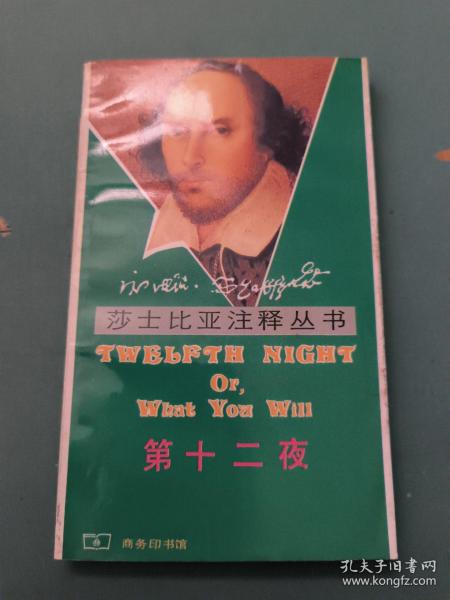 莎士比亚注释丛书
TWELFTH NIGHT
Or,
What You Will
第十二夜
商务印书馆
孔夫子旧书网
www.kongfz.com